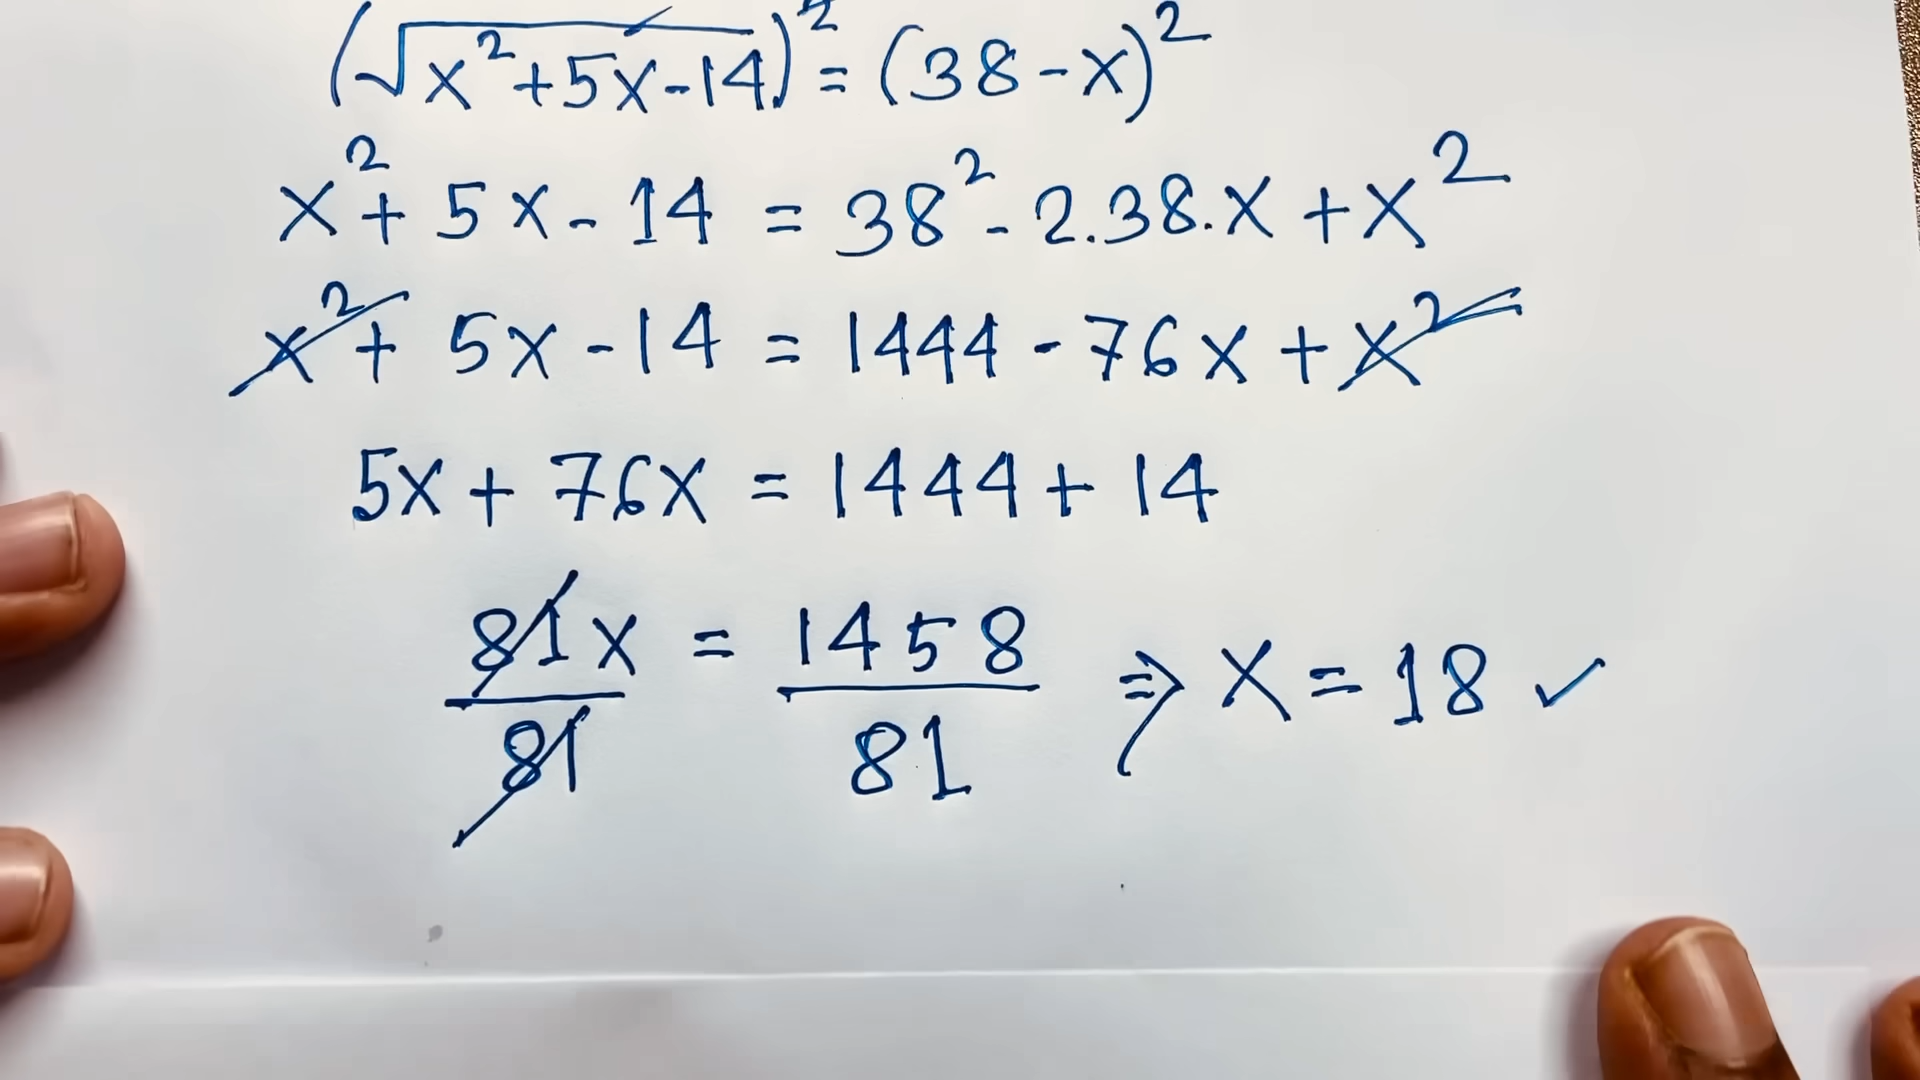 (√x²+5x-14)² = (38-x)²
x² + 5x - 14 = 38² - 2.38.x + x²
x² + 5x - 14 = 1444 - 76x + x²
5x + 76x = 1444 + 14
81x/81 = 1458/81 ⇒ x = 18 ✓